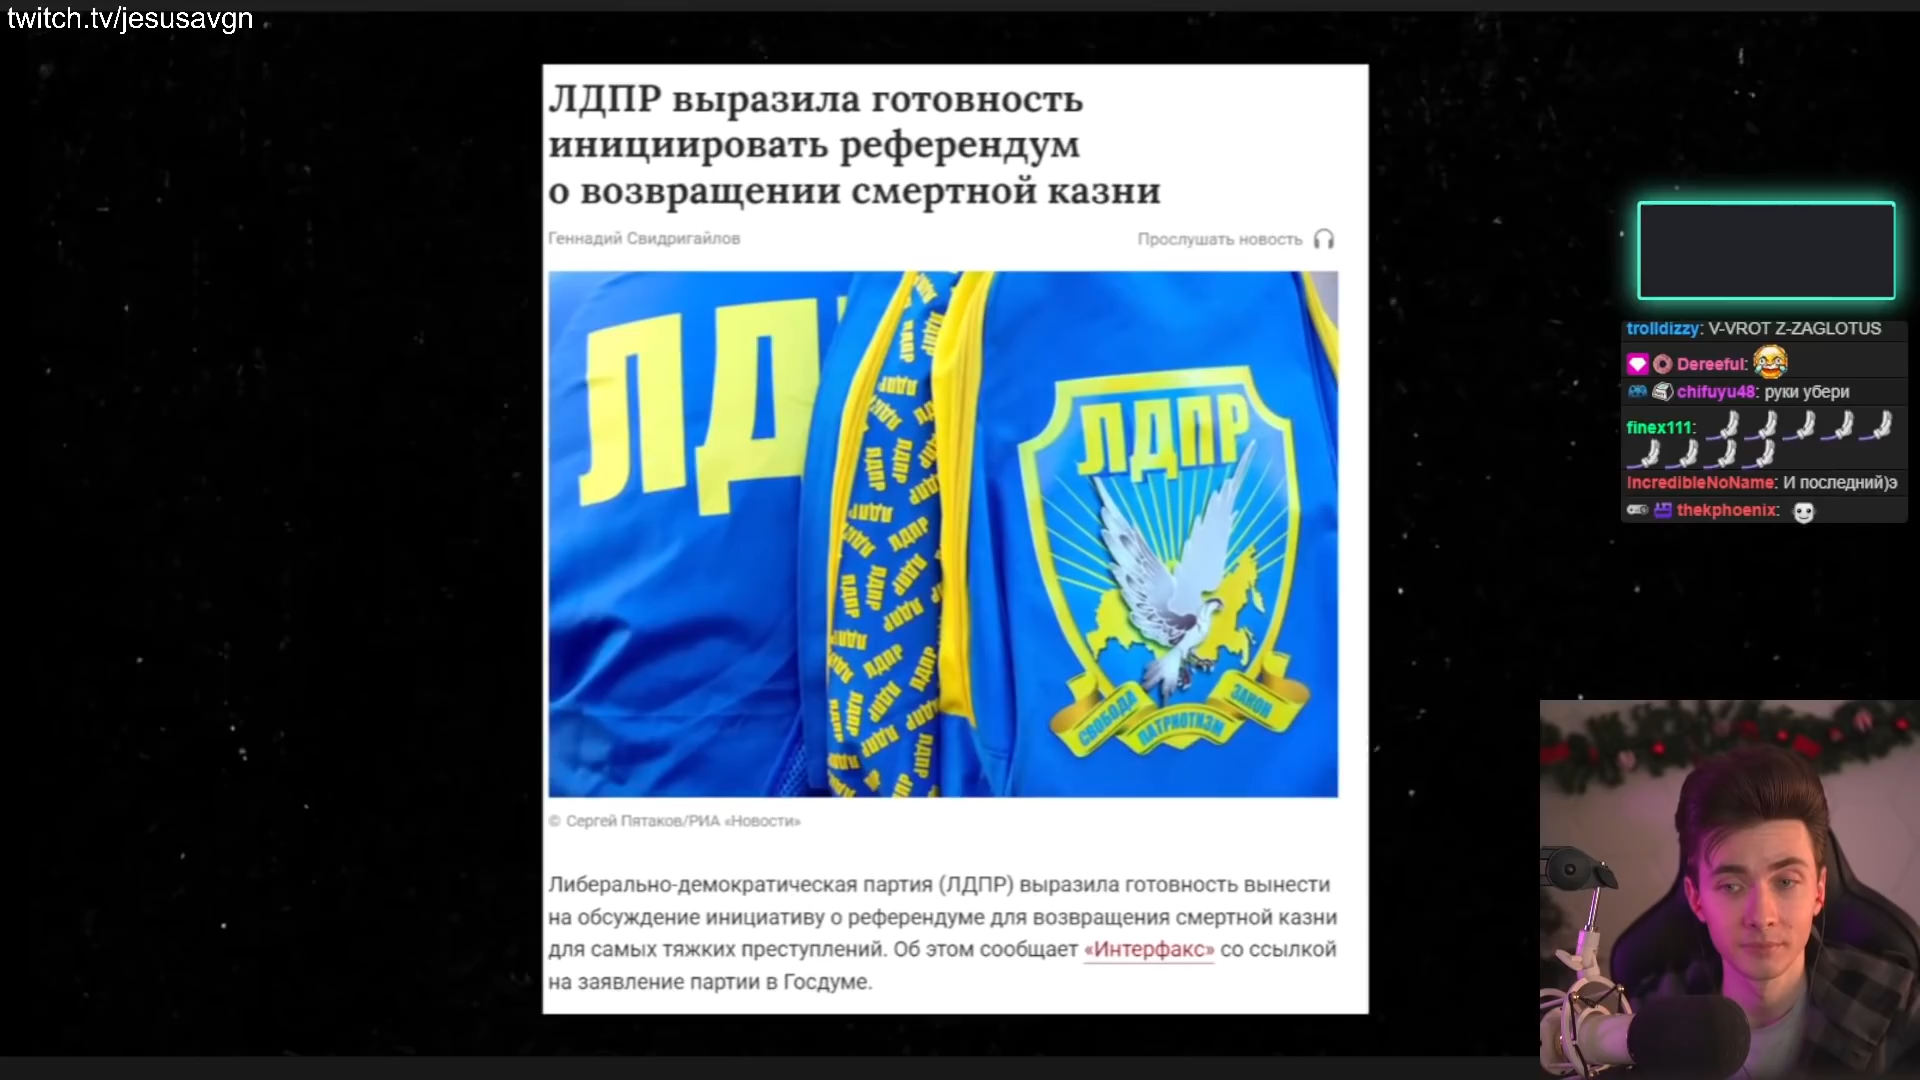 twitch.tv/jesusavgn
ЛДПР выразила готовность
инициировать референдум
о возвращении смертной казни
Геннадий Свидригайлов
Прослушать новость
ЛД
ЛДПР
СВОБОДА
ПАТРИОТИЗМ
ЗАКОН
© Сергей Пятаков/РИА «Новости»
Либерально-демократическая партия (ЛДПР) выразила готовность вынести
на обсуждение инициативу о референдуме для возвращения смертной казни
для самых тяжких преступлений. Об этом сообщает «Интерфакс» со ссылкой
на заявление партии в Госдуме.
trolldizzy: V-VROT Z-ZAGLOTUS
Dereeful:
chifuyu48: руки убери
finex111:
IncredibleNoName: И последний)э
thekphoenix: